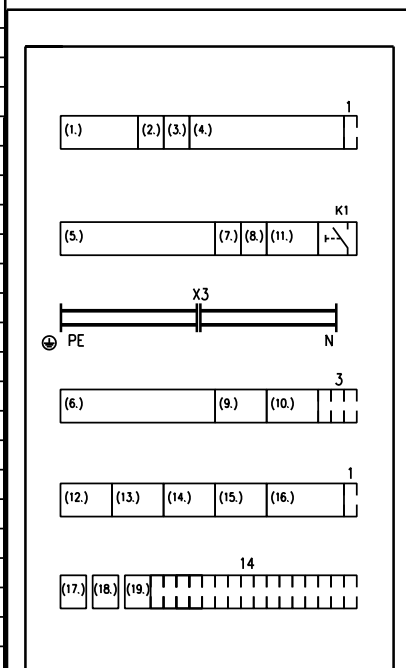 1
(1.) (2.) (3.) (4.)
K1
(5.) (7.) (8.) (11.)
X3
PE N
3
(6.) (9.) (10.)
1
(12.) (13.) (14.) (15.) (16.)
14
(17.) (18.) (19.)